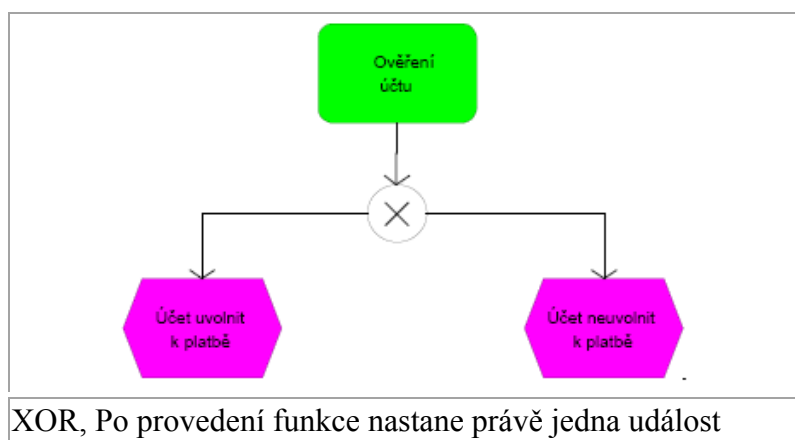 Ověření
účtu
Účet uvolnit
k platbě
Účet neuvolnit
k platbě
XOR, Po provedení funkce nastane právě jedna událost